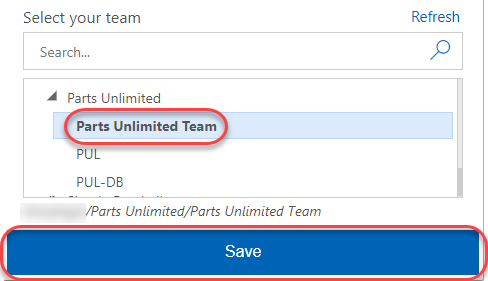 Select your team Refresh
Search...
Parts Unlimited
Parts Unlimited Team
PUL
PUL-DB
/Parts Unlimited/Parts Unlimited Team
Save